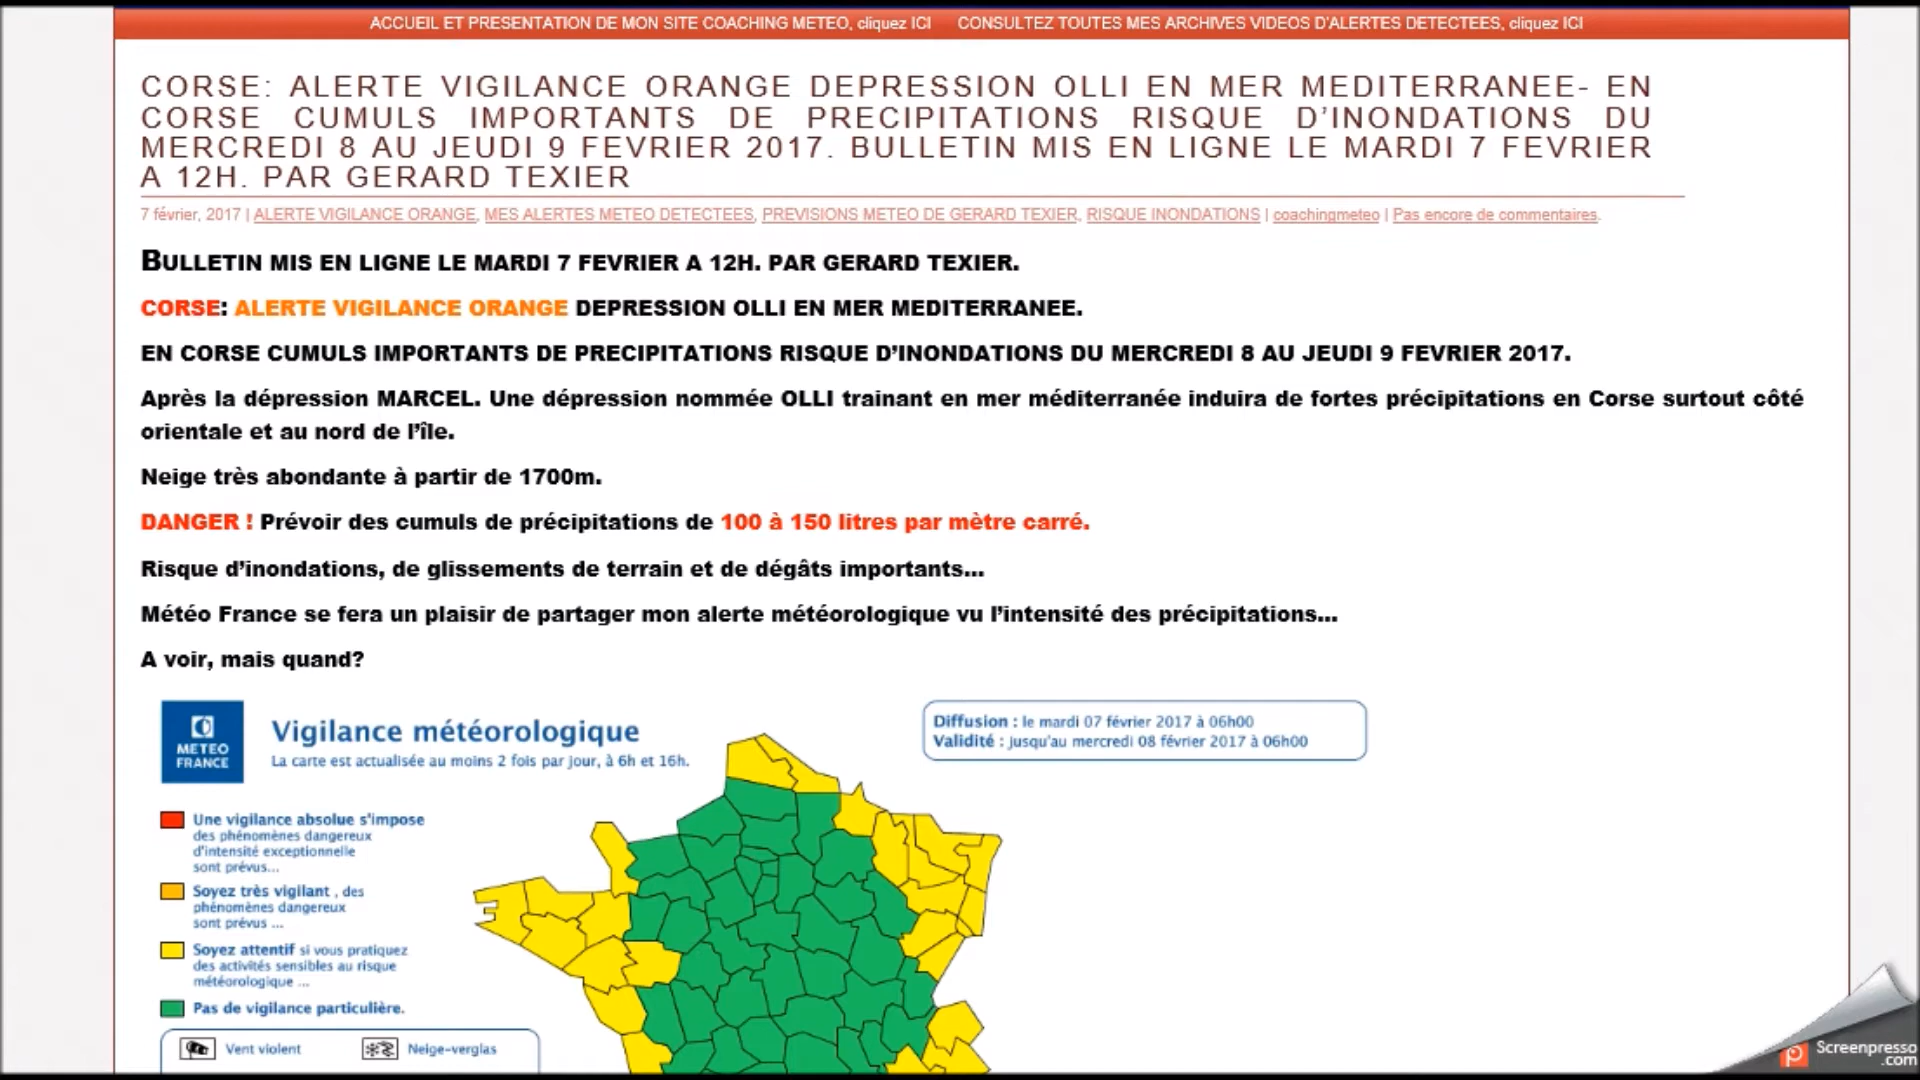 ACCUEIL ET PRESENTATION DE MON SITE COACHING METEO, cliquez ICI CONSULTEZ TOUTES MES ARCHIVES VIDEOS D'ALERTES DETECTEES, cliquez ICI
CORSE: ALERTE VIGILANCE ORANGE DEPRESSION OLLI EN MER MEDITERRANEE- EN
CORSE CUMULS IMPORTANTS DE PRECIPITATIONS RISQUE D’INONDATIONS DU
MERCREDI 8 AU JEUDI 9 FEVRIER 2017. BULLETIN MIS EN LIGNE LE MARDI 7 FEVRIER
A 12H. PAR GERARD TEXIER
7 février, 2017 | ALERTE VIGILANCE ORANGE, MES ALERTES METEO DETECTEES, PREVISIONS METEO DE GERARD TEXIER, RISQUE INONDATIONS | coachingmeteo | Pas encore de commentaires.
BULLETIN MIS EN LIGNE LE MARDI 7 FEVRIER A 12H. PAR GERARD TEXIER.
CORSE: ALERTE VIGILANCE ORANGE DEPRESSION OLLI EN MER MEDITERRANEE.
EN CORSE CUMULS IMPORTANTS DE PRECIPITATIONS RISQUE D’INONDATIONS DU MERCREDI 8 AU JEUDI 9 FEVRIER 2017.
Après la dépression MARCEL. Une dépression nommée OLLI trainant en mer méditerranée induira de fortes précipitations en Corse surtout côté
orientale et au nord de l’île.
Neige très abondante à partir de 1700m.
DANGER ! Prévoir des cumuls de précipitations de 100 à 150 litres par mètre carré.
Risque d’inondations, de glissements de terrain et de dégâts importants…
Météo France se fera un plaisir de partager mon alerte météorologique vu l’intensité des précipitations…
A voir, mais quand?
METEO
FRANCE
Vigilance météorologique
La carte est actualisée au moins 2 fois par jour, à 6h et 16h.
Diffusion : le mardi 07 février 2017 à 06h00
Validité : jusqu'au mercredi 08 février 2017 à 06h00
Une vigilance absolue s'impose
des phénomènes dangereux
d'intensité exceptionnelle
sont prévus...
Soyez très vigilant , des
phénomènes dangereux
sont prévus ...
Soyez attentif si vous pratiquez
des activités sensibles au risque
météorologique ...
Pas de vigilance particulière.
Vent violent Neige-verglas
Screenpresso
.com